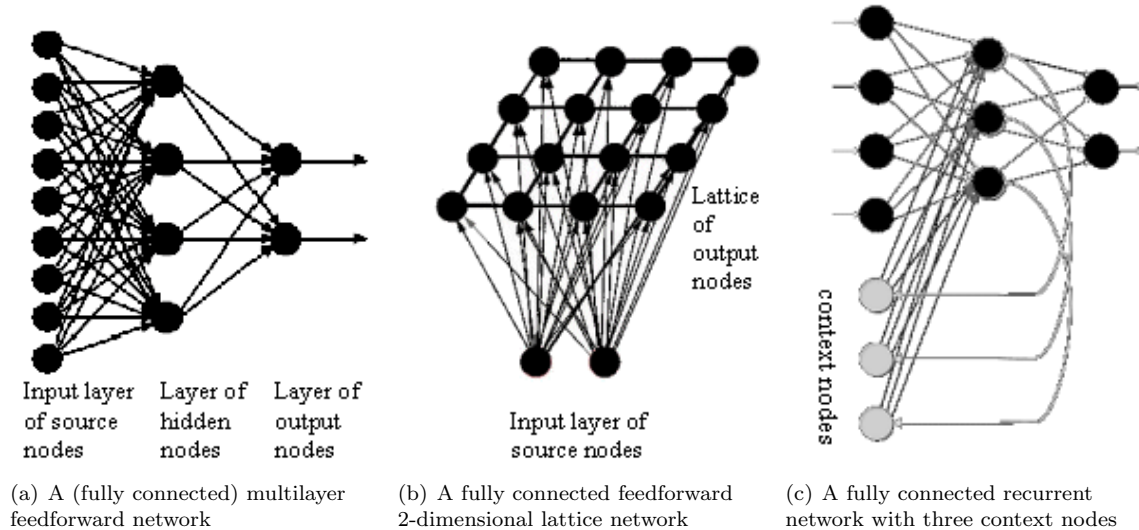 Input layer
of source
nodes
Layer of
hidden
nodes
Layer of
output
nodes
Lattice
of
output
nodes
Input layer of
source nodes
context nodes
(a) A (fully connected) multilayer
feedforward network
(b) A fully connected feedforward
2-dimensional lattice network
(c) A fully connected recurrent
network with three context nodes